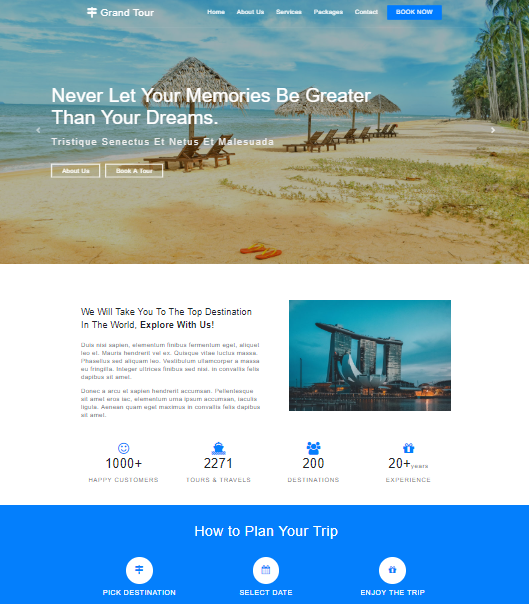 Grand Tour
Home About Us Services Packages Contact BOOK NOW
Never Let Your Memories Be Greater
Than Your Dreams.
Tristique Senectus Et Netus Et Malesuada
About Us Book A Tour
We Will Take You To The Top Destination
In The World, Explore With Us!
Duis nisi sapien, elementum finibus fermentum eget, aliquet
leo et. Mauris hendrerit vel ex. Quisque vitae luctus massa.
Phasellus sed aliquam leo. Vestibulum ullamcorper a massa
eu fringilla. Integer ultrices finibus sed nisi. in convallis felis
dapibus sit amet.
Donec a arcu et sapien hendrerit accumsan. Pellentesque
sit amet eros iac, elementum urna ipsum accumsan, iaculis
ligula. Aenean quam eget maximus in convallis felis dapibus
sit amet.
1000+ 2271 200 20+years
HAPPY CUSTOMERS TOURS & TRAVELS DESTINATIONS EXPERIENCE
How to Plan Your Trip
PICK DESTINATION SELECT DATE ENJOY THE TRIP